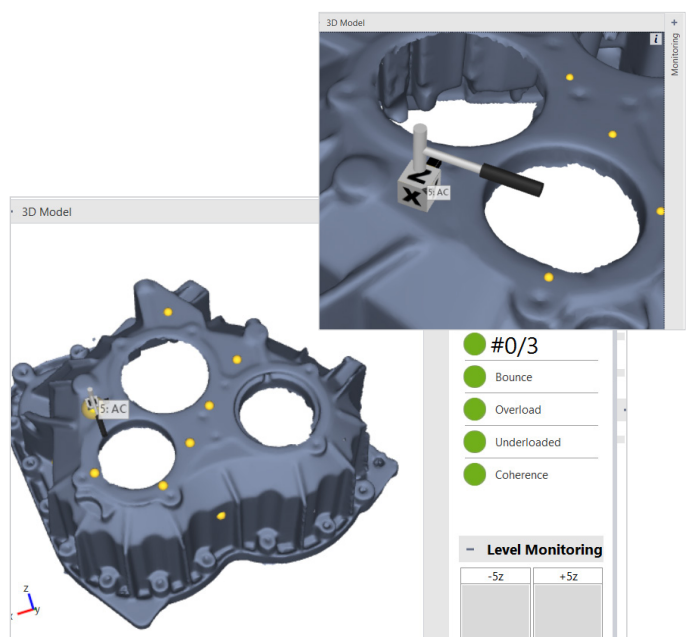 3D Model
i
+
Monitoring
X
5: AC
3D Model
5: AC
#0/3
Bounce
Overload
Underloaded
Coherence
− Level Monitoring
-5z +5z
z
y